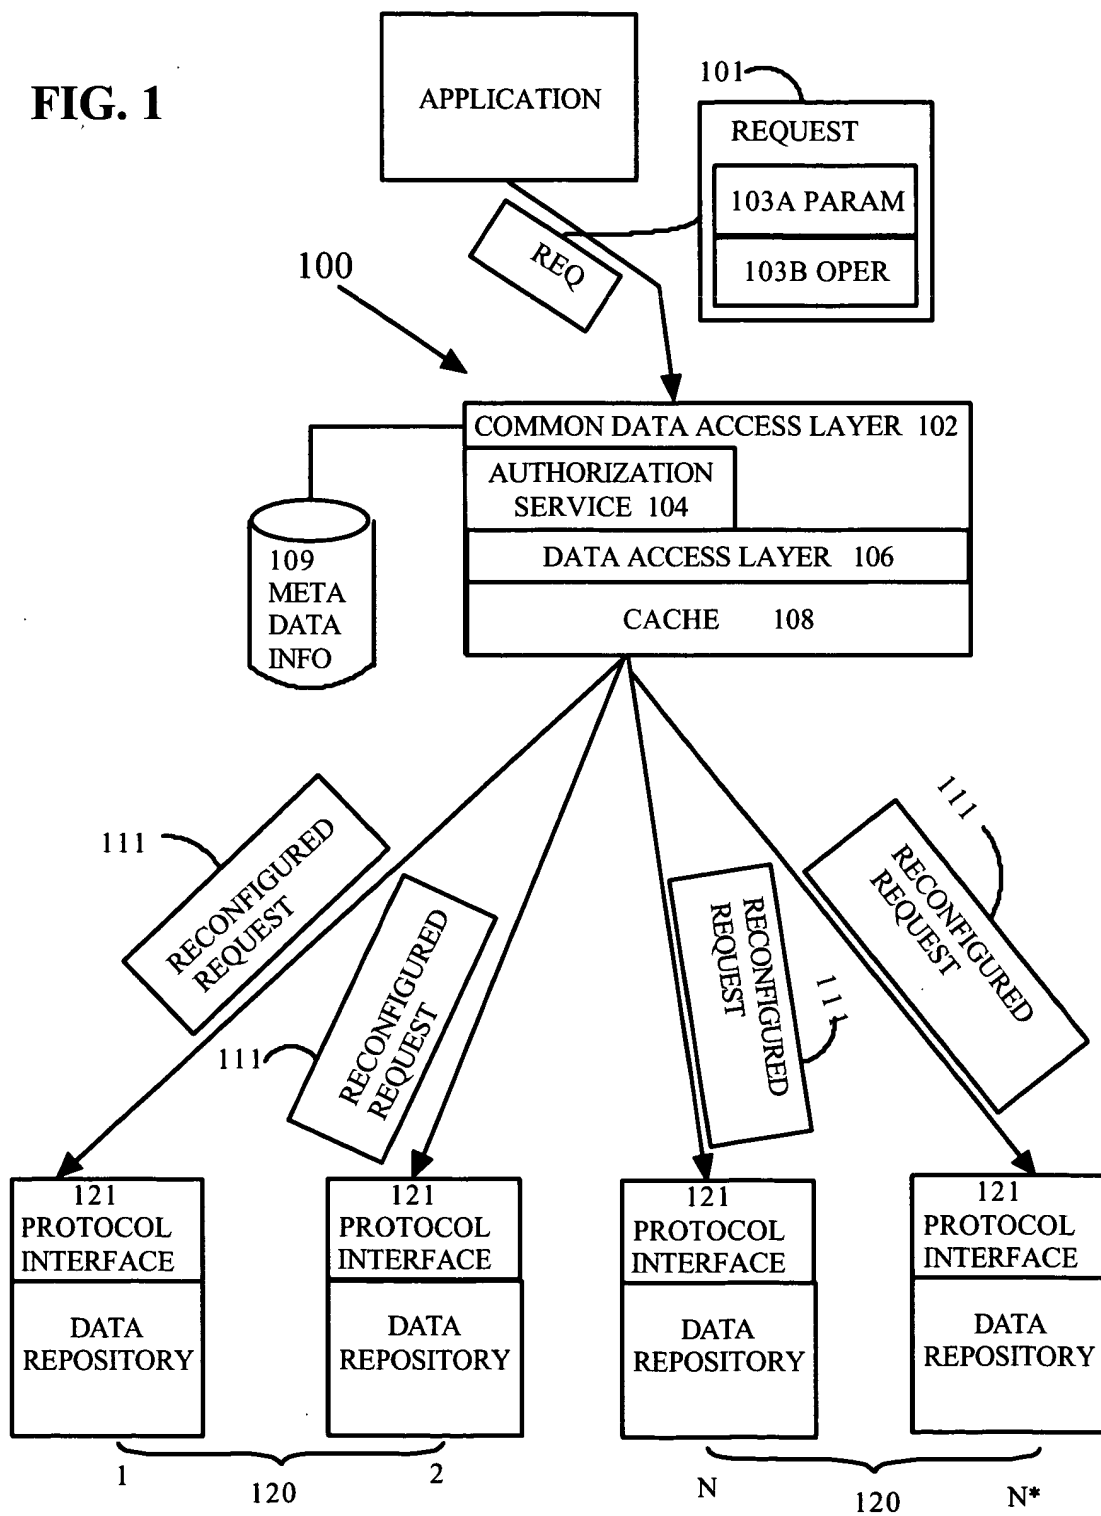 FIG. 1
APPLICATION
101
REQUEST
103A PARAM
103B OPER
REQ
100
COMMON DATA ACCESS LAYER 102
AUTHORIZATION
SERVICE 104
DATA ACCESS LAYER 106
CACHE 108
109
META
DATA
INFO
111
RECONFIGURED
REQUEST
111
RECONFIGURED
REQUEST
111
RECONFIGURED
REQUEST
111
RECONFIGURED
REQUEST
121
PROTOCOL
INTERFACE
DATA
REPOSITORY
121
PROTOCOL
INTERFACE
DATA
REPOSITORY
121
PROTOCOL
INTERFACE
DATA
REPOSITORY
121
PROTOCOL
INTERFACE
DATA
REPOSITORY
1
120
2
N
120
N*